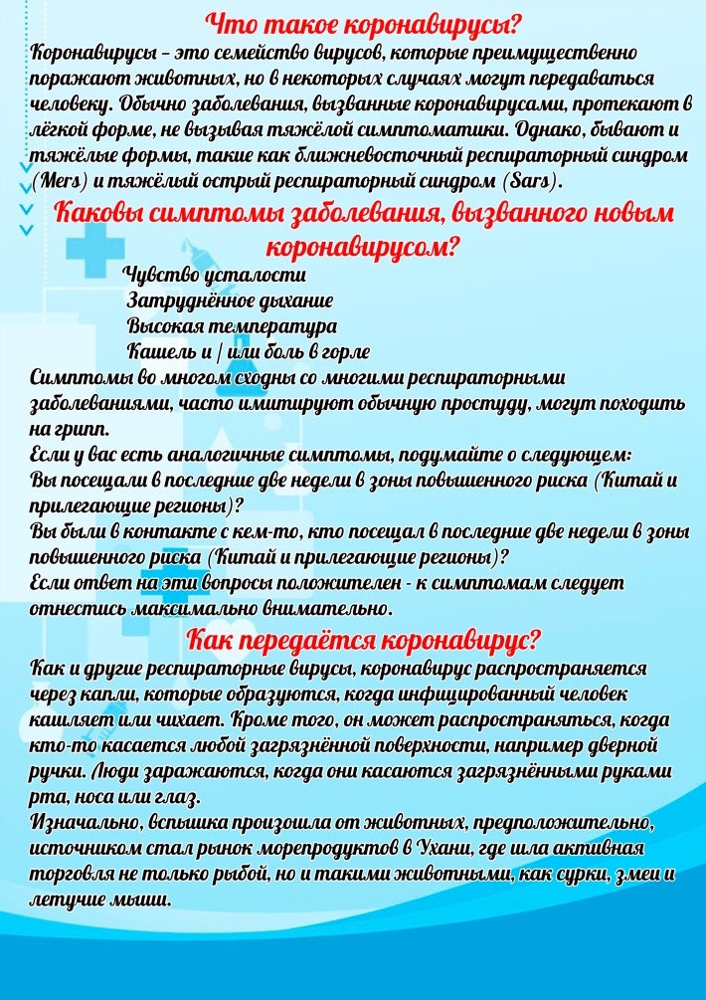 Что такое коронавирусы?
Коронавирусы – это семейство вирусов, которые преимущественно
поражают животных, но в некоторых случаях могут передаваться
человеку. Обычно заболевания, вызванные коронавирусами, протекают в
лёгкой форме, не вызывая тяжёлой симптоматики. Однако, бывают и
тяжёлые формы, такие как ближневосточный респираторный синдром
(Mers) и тяжёлый острый респираторный синдром (Sars).
Каковы симптомы заболевания, вызванного новым
коронавирусом?
Чувство усталости
Затруднённое дыхание
Высокая температура
Кашель и / или боль в горле
Симптомы во многом сходны со многими респираторными
заболеваниями, часто имитируют обычную простуду, могут походить
на грипп.
Если у вас есть аналогичные симптомы, подумайте о следующем:
Вы посещали в последние две недели в зоны повышенного риска (Китай и
прилегающие регионы)?
Вы были в контакте с кем-то, кто посещал в последние две недели в зоны
повышенного риска (Китай и прилегающие регионы)?
Если ответ на эти вопросы положителен - к симптомам следует
отнестись максимально внимательно.
Как передаётся коронавирус?
Как и другие респираторные вирусы, коронавирус распространяется
через капли, которые образуются, когда инфицированный человек
кашляет или чихает. Кроме того, он может распространяться, когда
кто-то касается любой загрязнённой поверхности, например дверной
ручки. Люди заражаются, когда они касаются загрязнёнными руками
рта, носа или глаз.
Изначально, вспышка произошла от животных, предположительно,
источником стал рынок морепродуктов в Ухани, где шла активная
торговля не только рыбой, но и такими животными, как сурки, змеи и
летучие мыши.